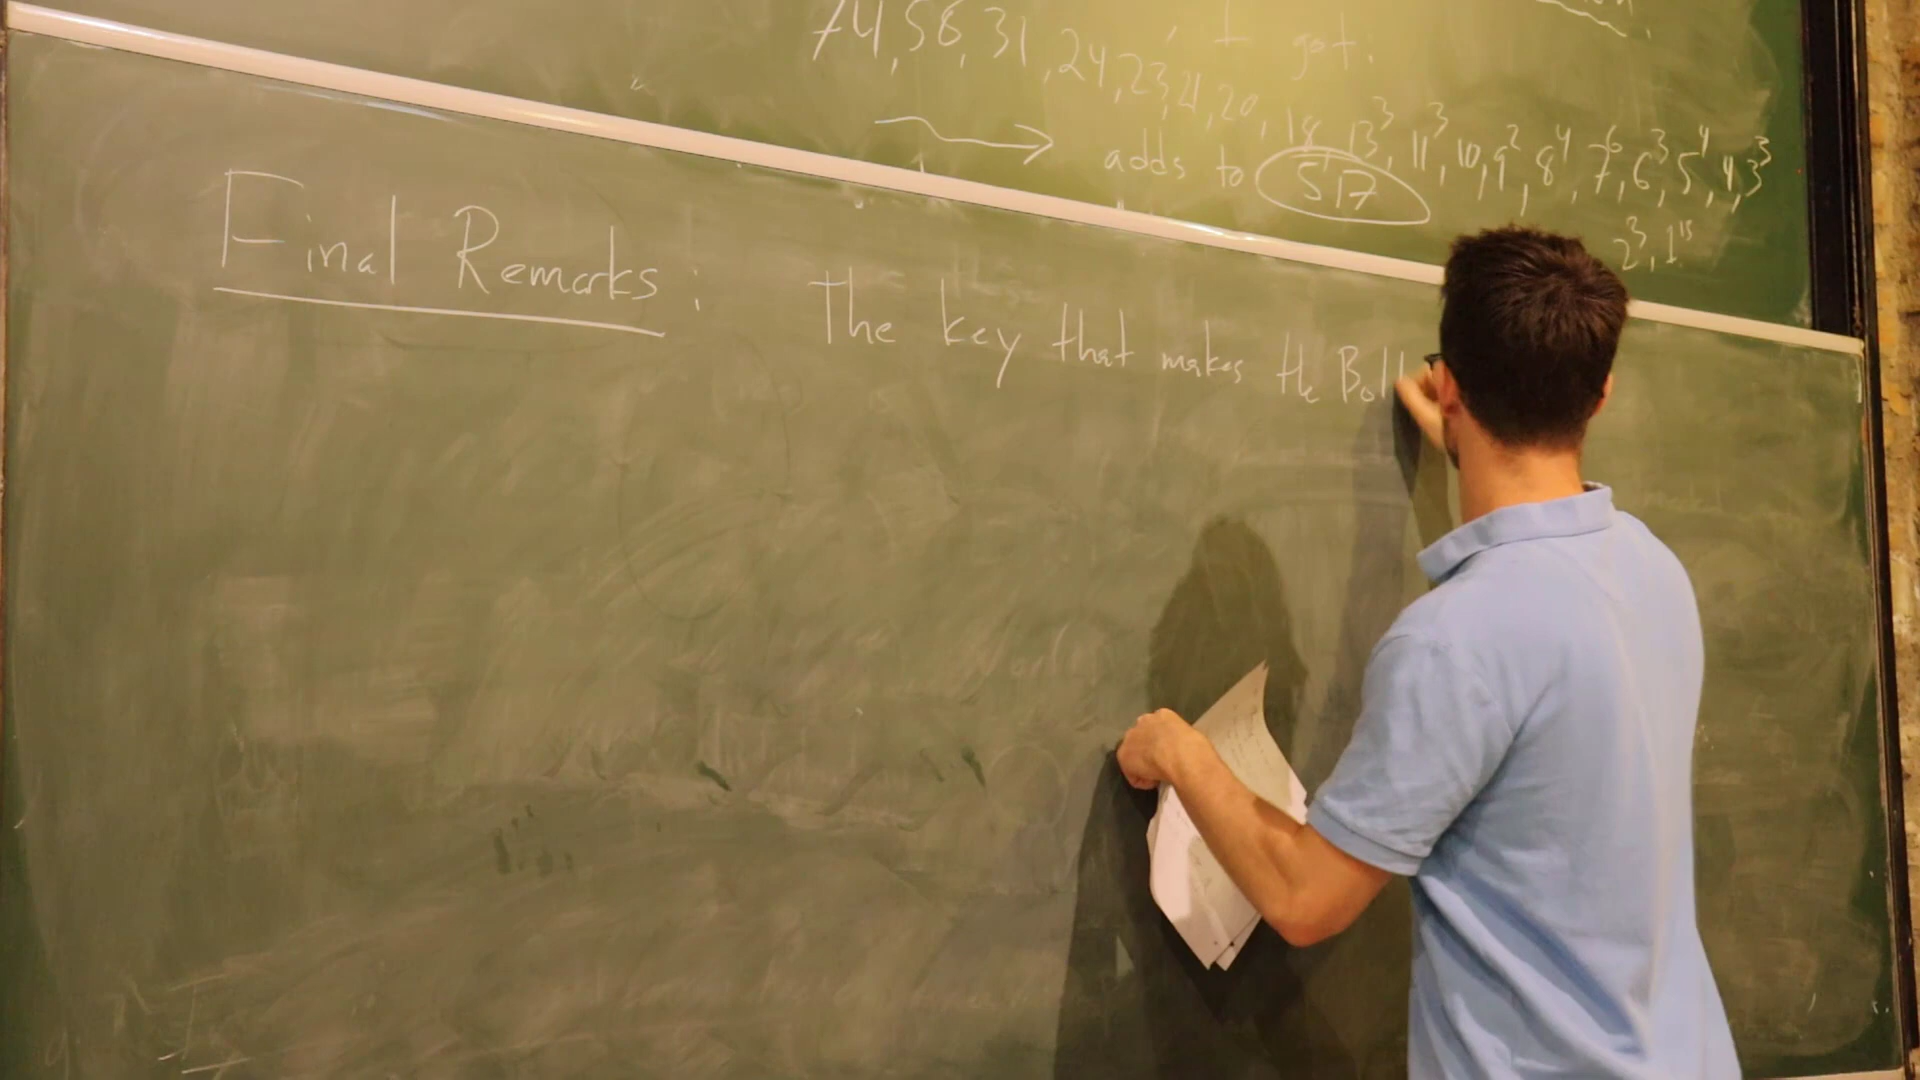 , I got:
74, 58, 31, 24, 23, 21, 20, 18, 13³, 11³, 10, 9², 8⁴, 7⁶, 6³, 5⁴, 4, 3³
2³, 1¹⁵
adds to 517
Final Remarks: The key that makes the Bolt